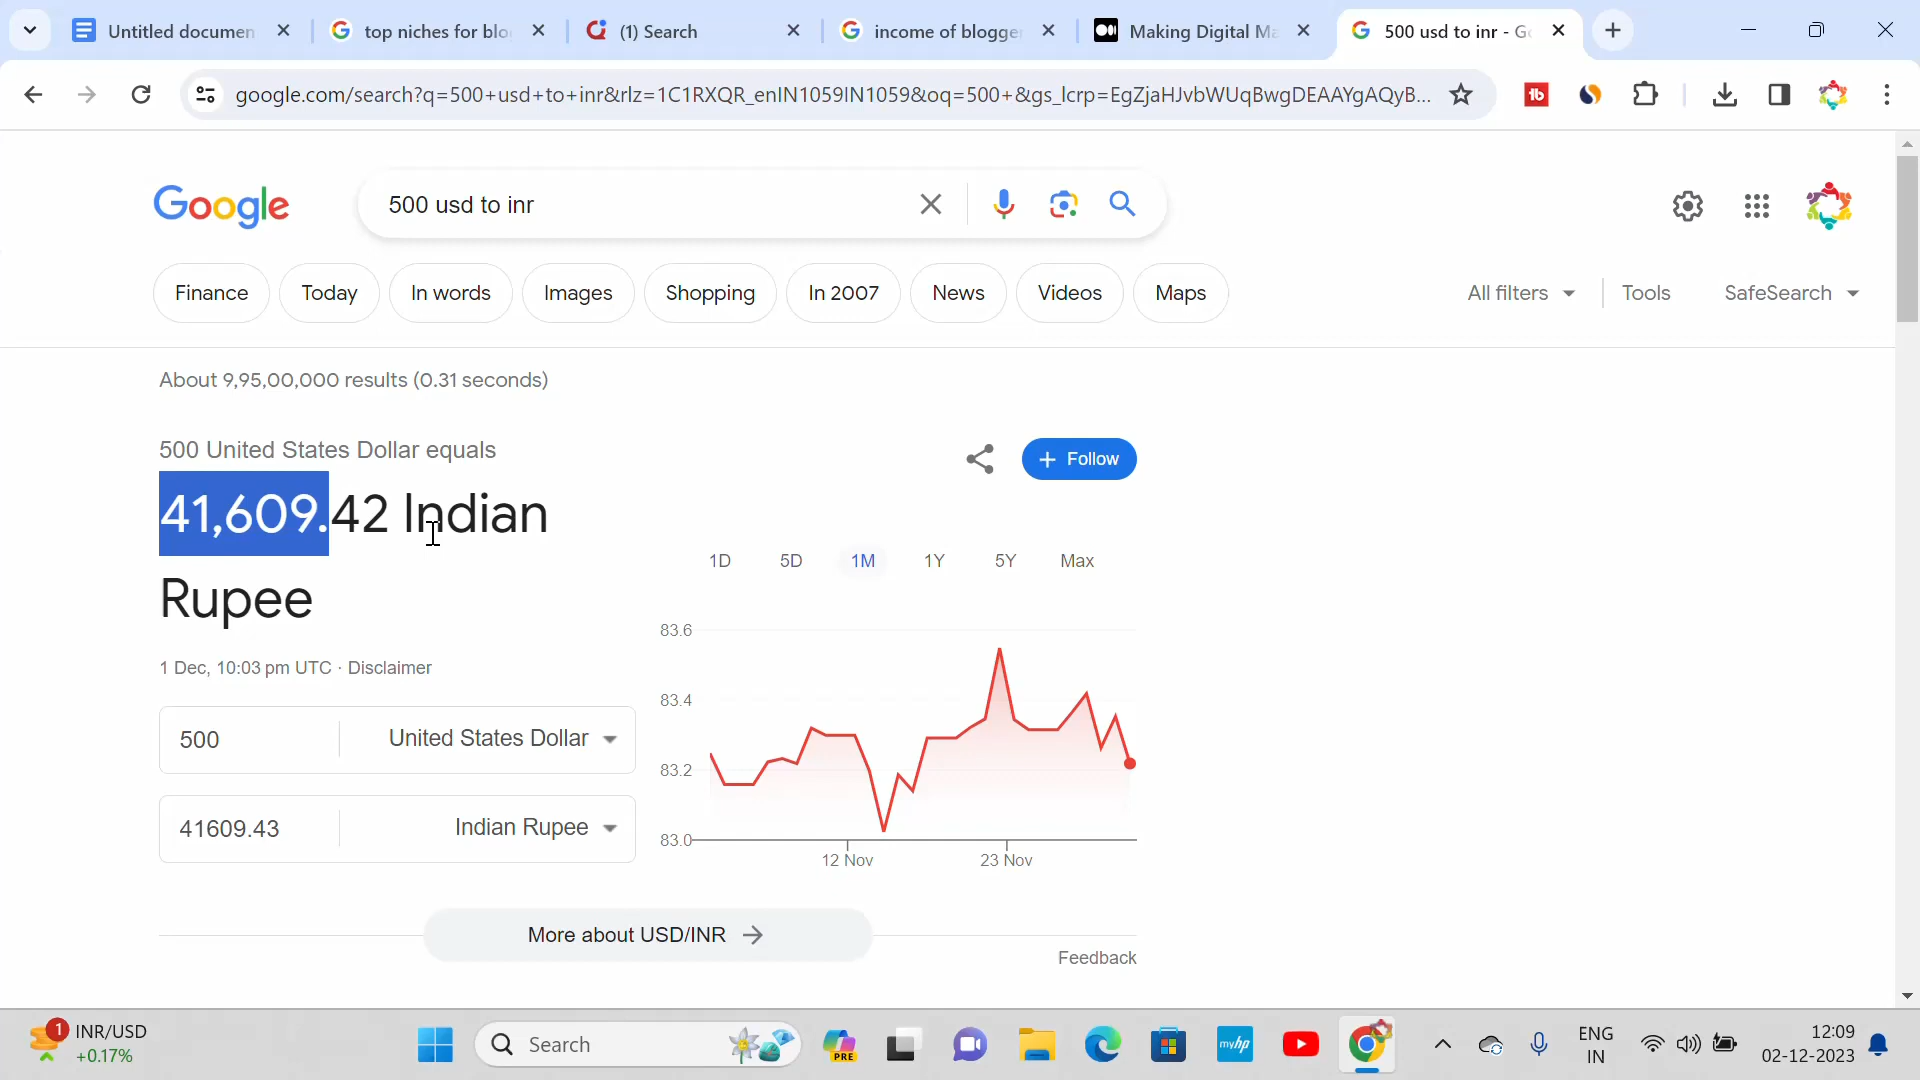 Untitled documen
top niches for blo
(1) Search
income of blogge
Making Digital Ma
500 usd to inr - Go
google.com/search?q=500+usd+to+inr&rlz=1C1RXQR_enIN1059IN1059&oq=500+&gs_lcrp=EgZjaHJvbWUqBwgDEAAYgAQyB...
tb
Google
500 usd to inr
Finance
Today
In words
Images
Shopping
In 2007
News
Videos
Maps
All filters
Tools
SafeSearch
About 9,95,00,000 results (0.31 seconds)
500 United States Dollar equals
Follow
41,609.42 Indian
Rupee
1D
5D
1M
1Y
5Y
Max
83.6
83.4
83.2
83.0
12 Nov
23 Nov
1 Dec, 10:03 pm UTC · Disclaimer
500
United States Dollar
41609.43
Indian Rupee
More about USD/INR
Feedback
1
INR/USD
+0.17%
Search
PRE
myhp
ENG
IN
12:09
02-12-2023